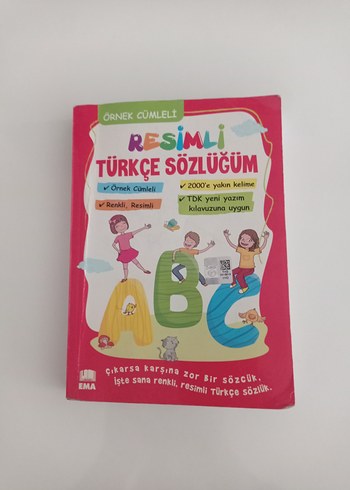 ÖRNEK CÜMLELİ
RESİMLİ
TÜRKÇE SÖZLÜĞÜM
✓ Örnek Cümleli
✓ 2000'e yakın kelime
✓ Renkli, Resimli
✓ TDK yeni yazım
kılavuzuna uygun
ABC
Çıkarsa karşına zor bir sözcük,
İşte sana renkli, resimli Türkçe sözlük.
EMA